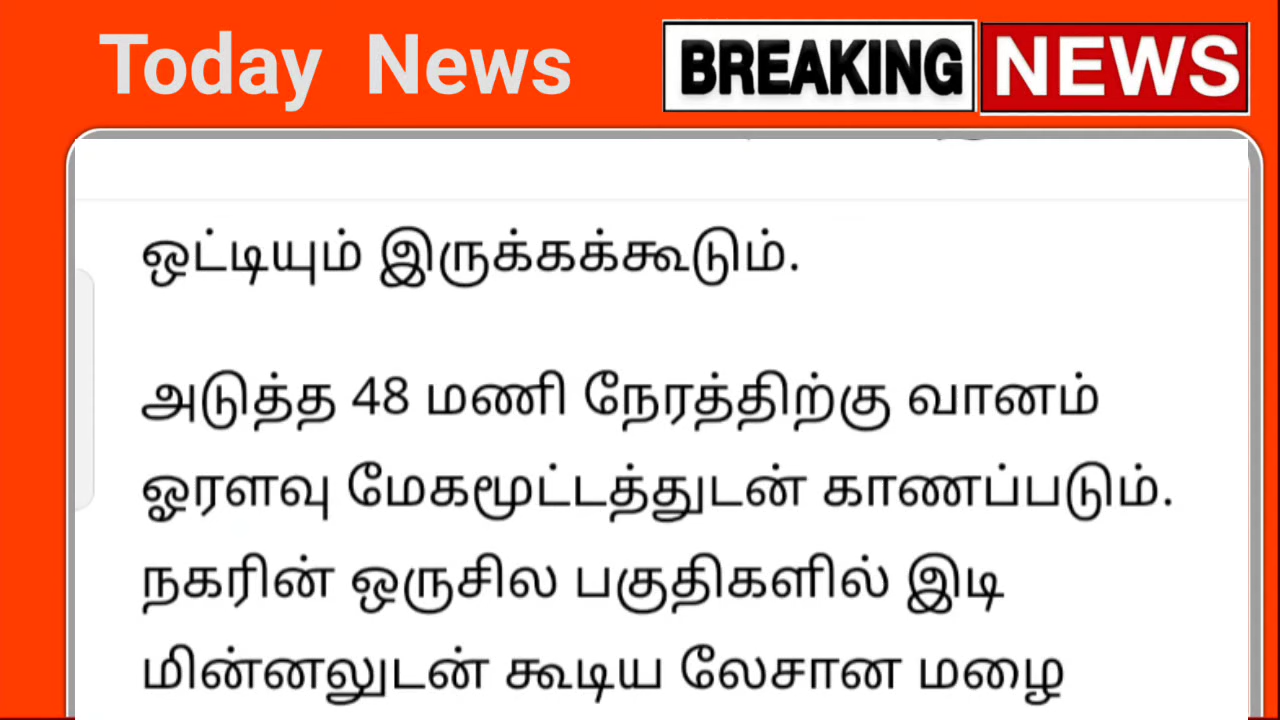 Today News
BREAKING NEWS
ஒட்டியும் இருக்கக்கூடும்.
அடுத்த 48 மணி நேரத்திற்கு வானம்
ஓரளவு மேகமூட்டத்துடன் காணப்படும்.
நகரின் ஒருசில பகுதிகளில் இடி
மின்னலுடன் கூடிய லேசான மழை